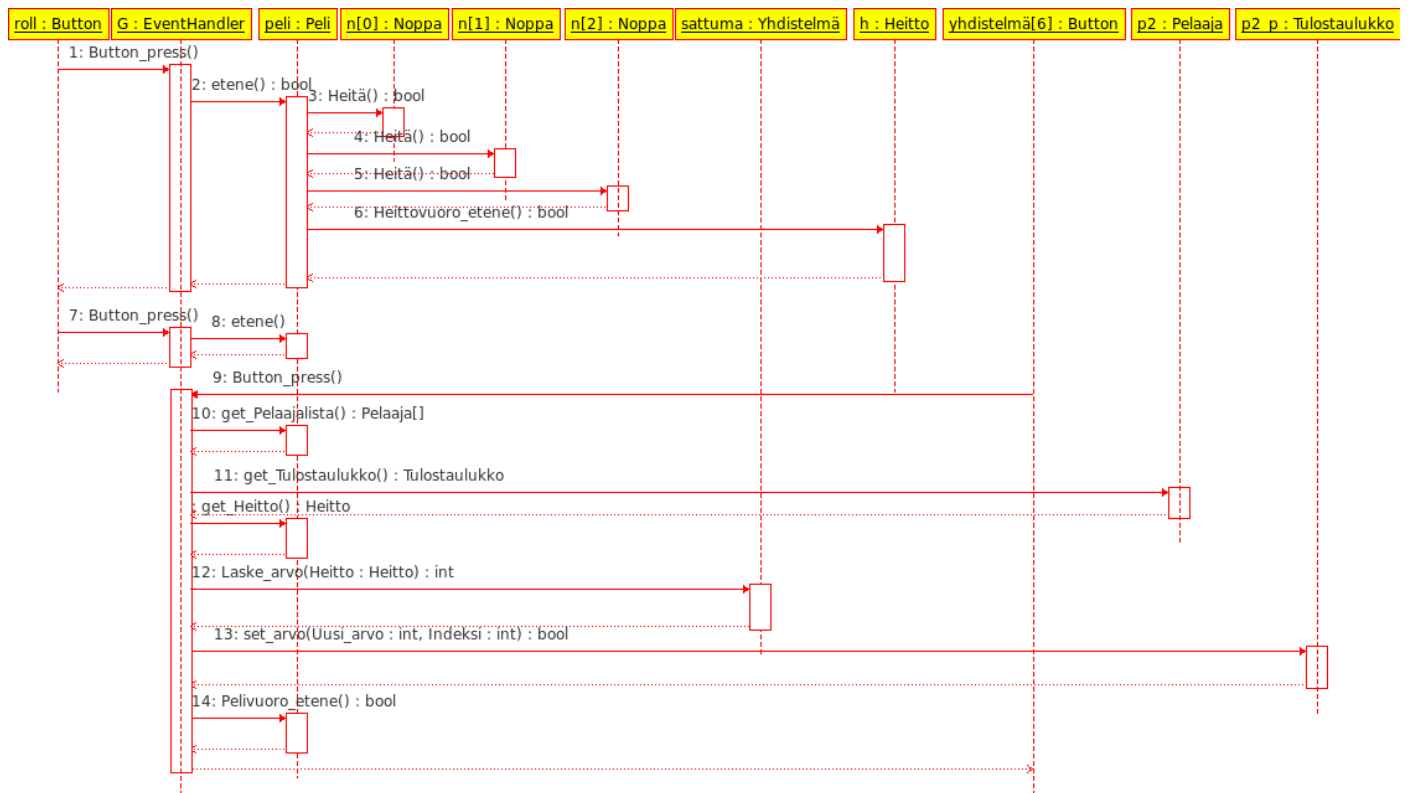 roll : Button
G : EventHandler
peli : Peli
n[0] : Noppa
n[1] : Noppa
n[2] : Noppa
sattuma : Yhdistelmä
h : Heitto
yhdistelmä[6] : Button
p2 : Pelaaja
p2_p : Tulostaulukko
1: Button_press()
2: etene() : bool
3: Heitä() : bool
4: Heitä() : bool
5: Heitä() : bool
6: Heittovuoro_etene() : bool
7: Button_press()
8: etene()
9: Button_press()
10: get_Pelaajalista() : Pelaaja[]
11: get_Tulostaulukko() : Tulostaulukko
: get_Heitto() : Heitto
12: Laske_arvo(Heitto : Heitto) : int
13: set_arvo(Uusi_arvo : int, Indeksi : int) : bool
14: Pelivuoro_etene() : bool